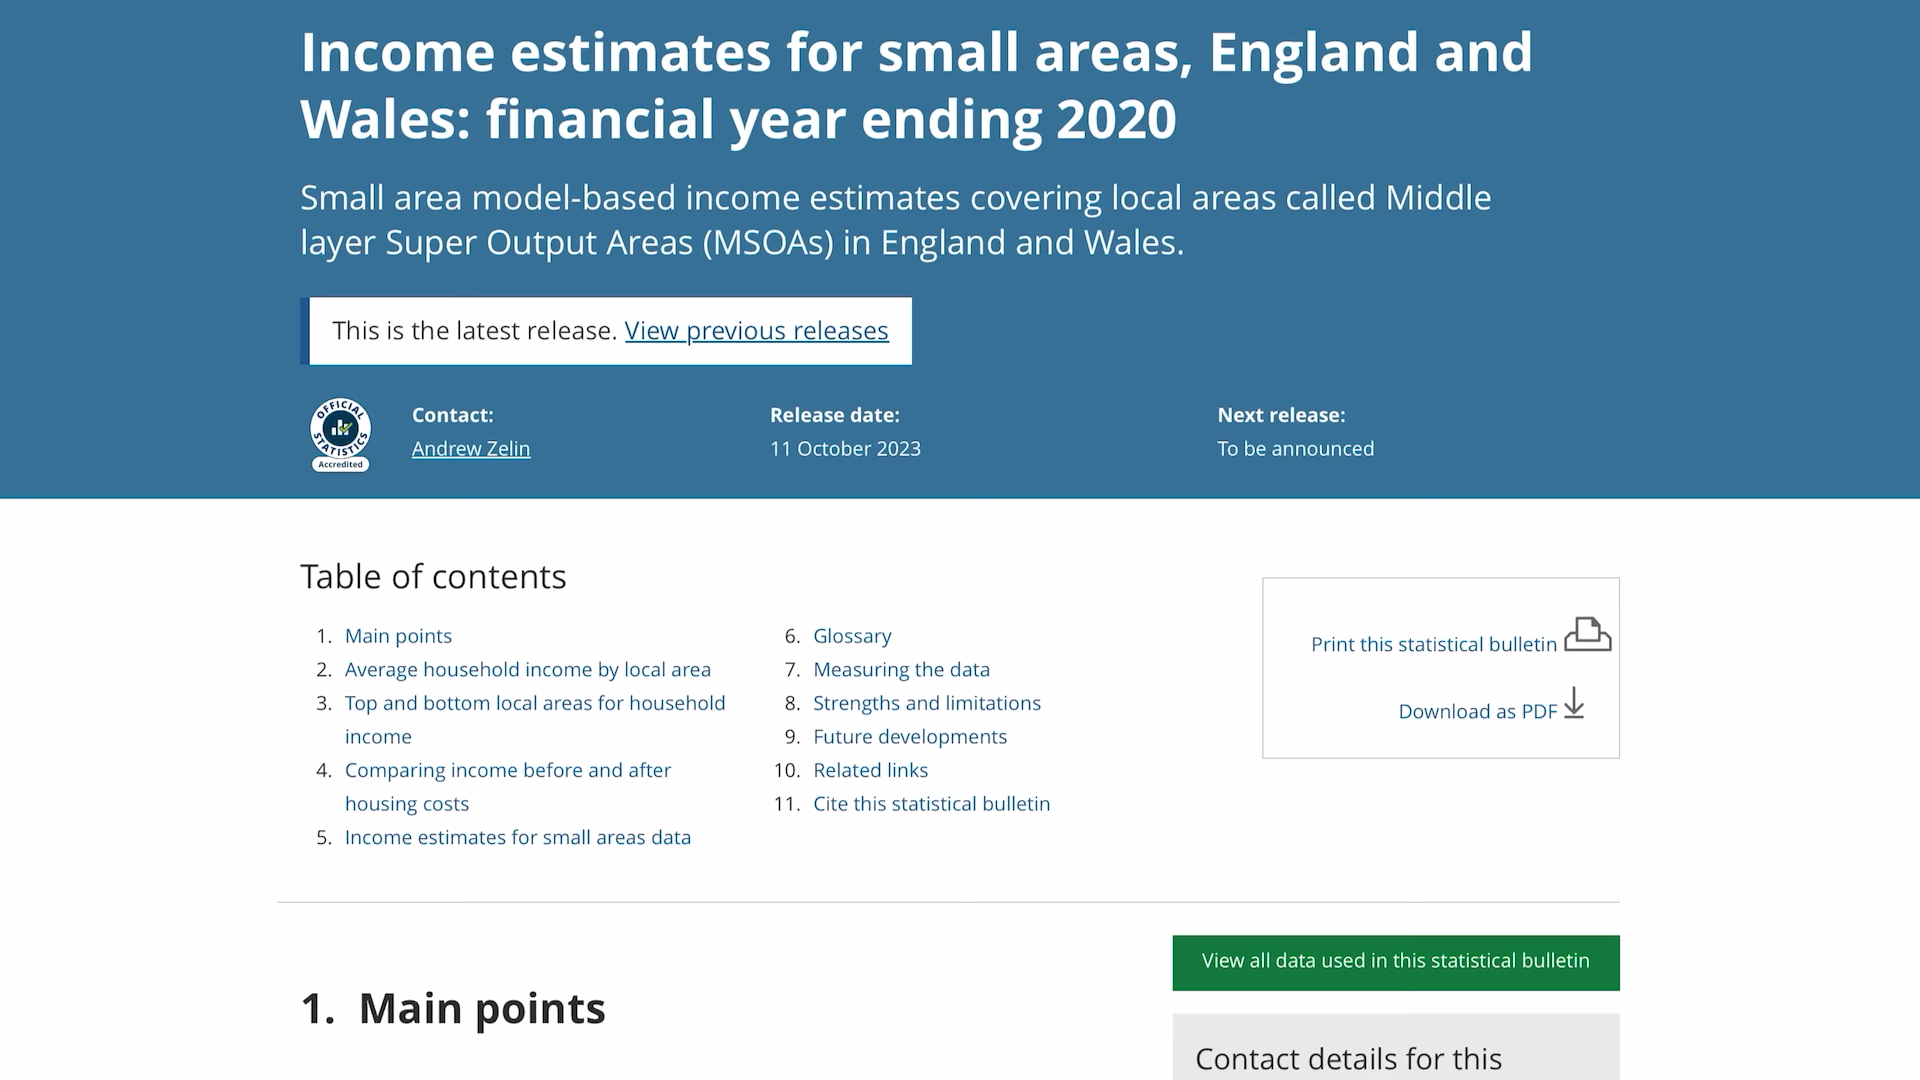 Income estimates for small areas, England and
Wales: financial year ending 2020
Small area model-based income estimates covering local areas called Middle
layer Super Output Areas (MSOAs) in England and Wales.
This is the latest release. View previous releases
OFFICIAL STATISTICS
Accredited
Contact:
Andrew Zelin
Release date:
11 October 2023
Next release:
To be announced
Table of contents
1. Main points
2. Average household income by local area
3. Top and bottom local areas for household
income
4. Comparing income before and after
housing costs
5. Income estimates for small areas data
6. Glossary
7. Measuring the data
8. Strengths and limitations
9. Future developments
10. Related links
11. Cite this statistical bulletin
Print this statistical bulletin
Download as PDF
1. Main points
View all data used in this statistical bulletin
Contact details for this